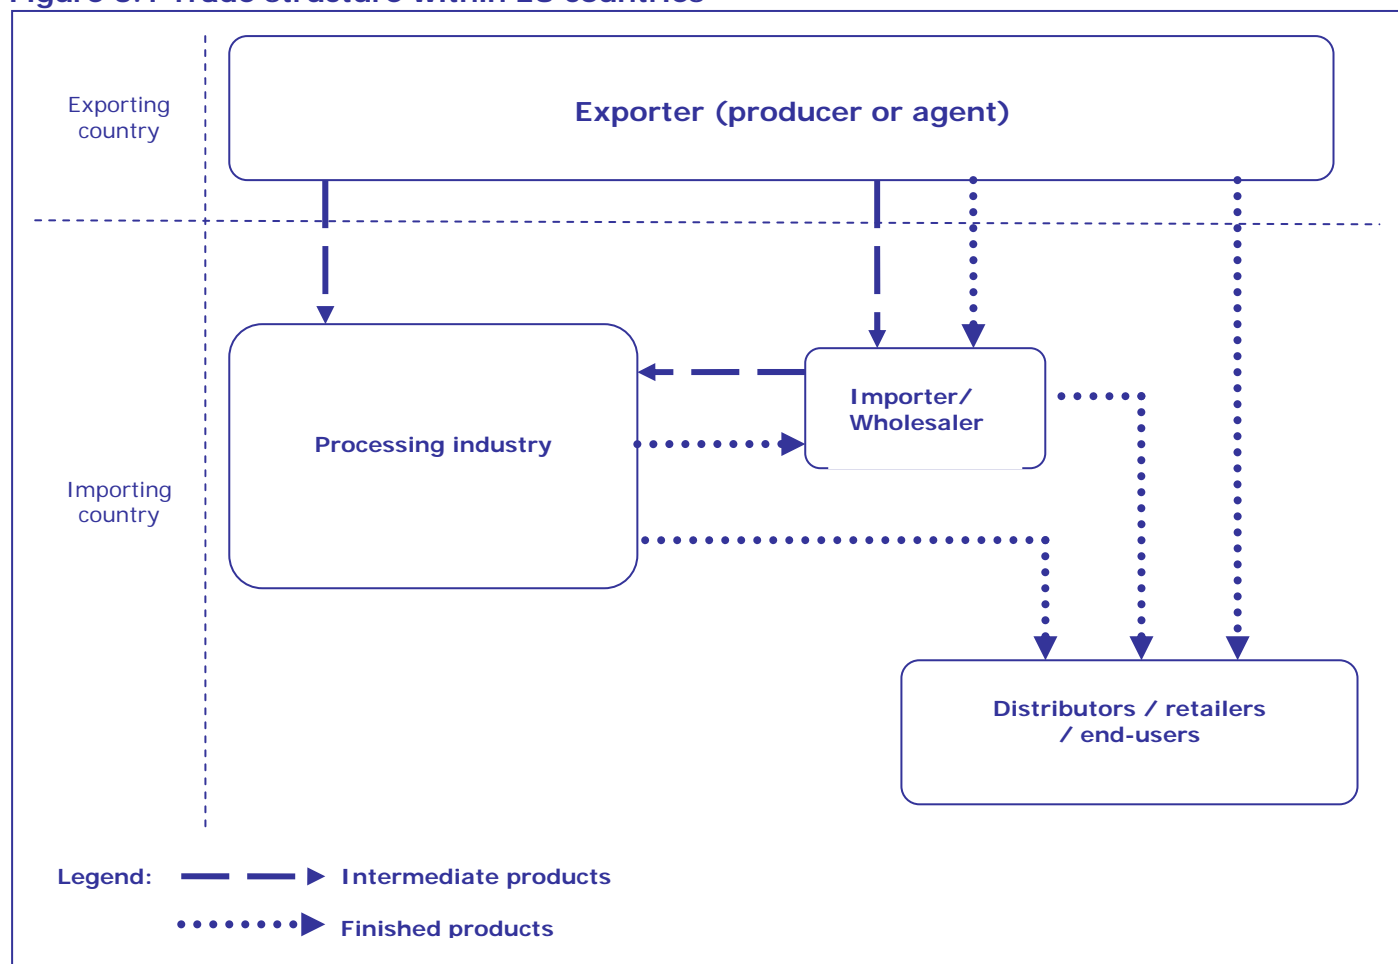 Exporting
country
Exporter (producer or agent)
Importer/
Wholesaler
Processing industry
Importing
country
Distributors / retailers
/ end-users
Legend:
Intermediate products
Finished products